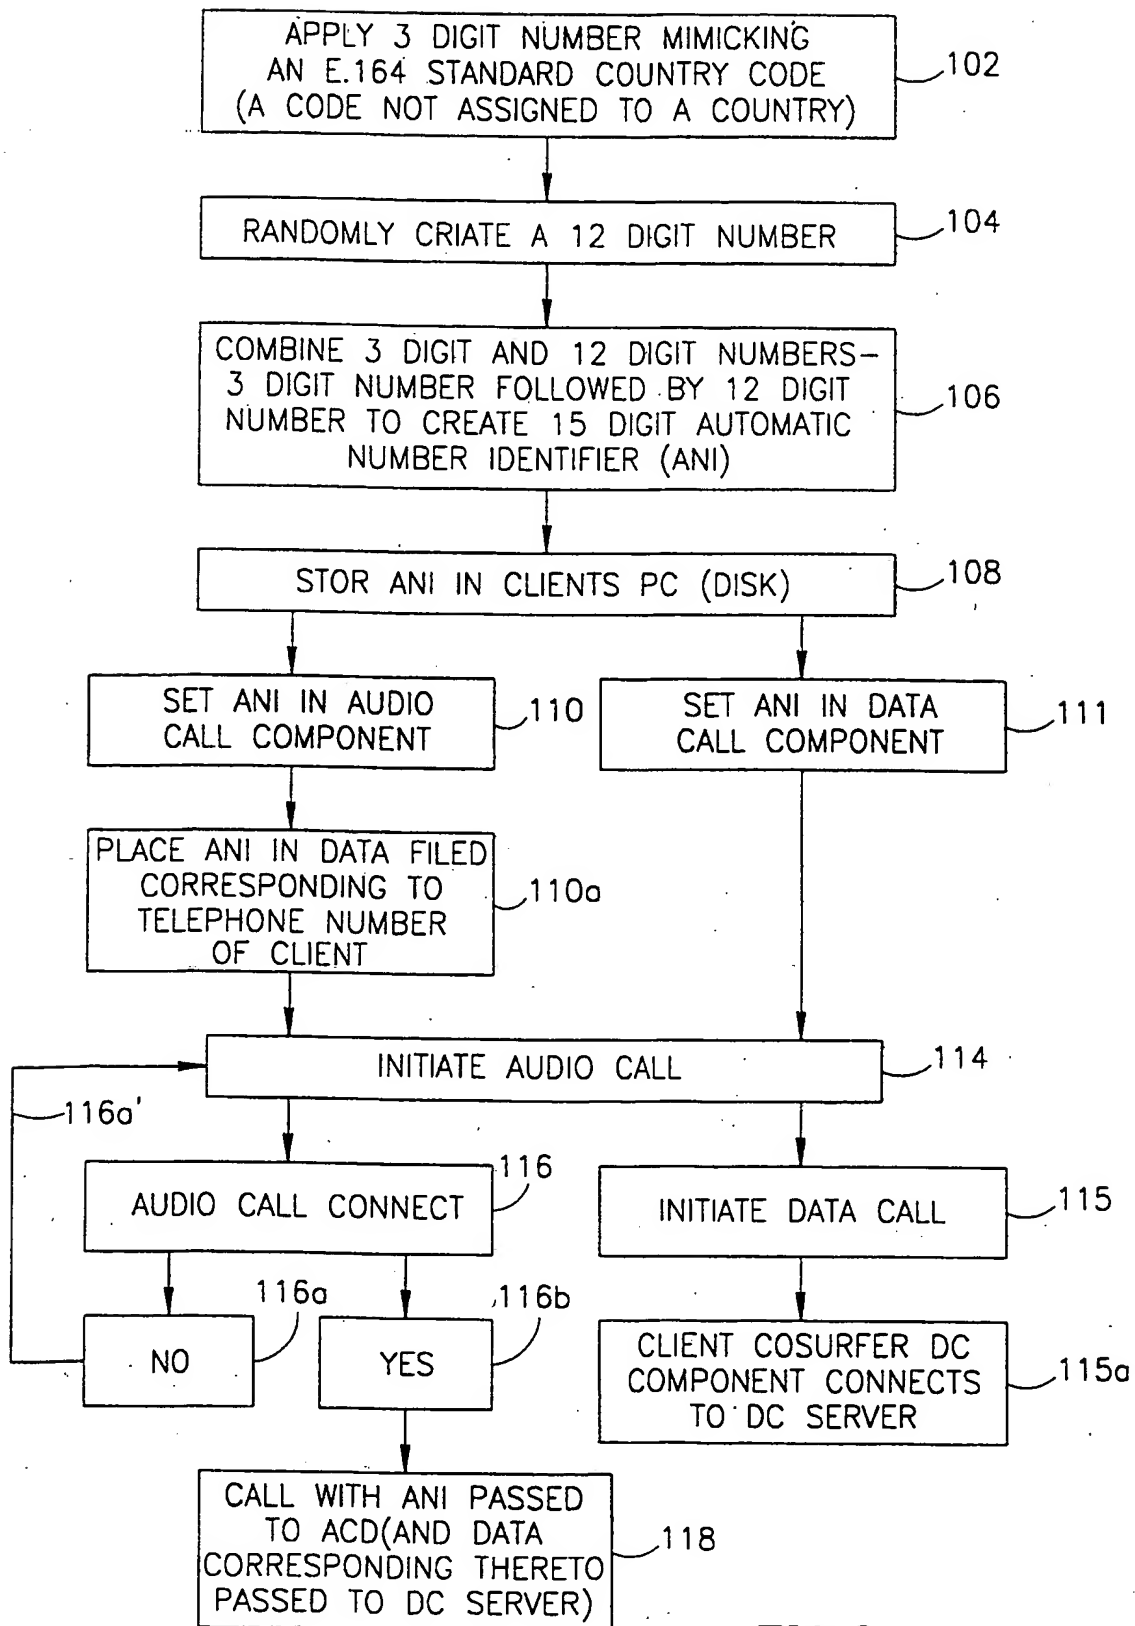 APPLY 3 DIGIT NUMBER MIMICKING
AN E.164 STANDARD COUNTRY CODE
(A CODE NOT ASSIGNED TO A COUNTRY)
102
RANDOMLY CRIATE A 12 DIGIT NUMBER
104
COMBINE 3 DIGIT AND 12 DIGIT NUMBERS–
3 DIGIT NUMBER FOLLOWED BY 12 DIGIT
NUMBER TO CREATE 15 DIGIT AUTOMATIC
NUMBER IDENTIFIER (ANI)
106
STOR ANI IN CLIENTS PC (DISK)
108
SET ANI IN AUDIO
CALL COMPONENT
110
SET ANI IN DATA
CALL COMPONENT
111
PLACE ANI IN DATA FILED
CORRESPONDING TO
TELEPHONE NUMBER
OF CLIENT
110a
INITIATE AUDIO CALL
114
116a'
AUDIO CALL CONNECT
116
INITIATE DATA CALL
115
NO
116a
YES
116b
CLIENT COSURFER DC
COMPONENT CONNECTS
TO DC SERVER
115a
CALL WITH ANI PASSED
TO ACD(AND DATA
CORRESPONDING THERETO
PASSED TO DC SERVER)
118